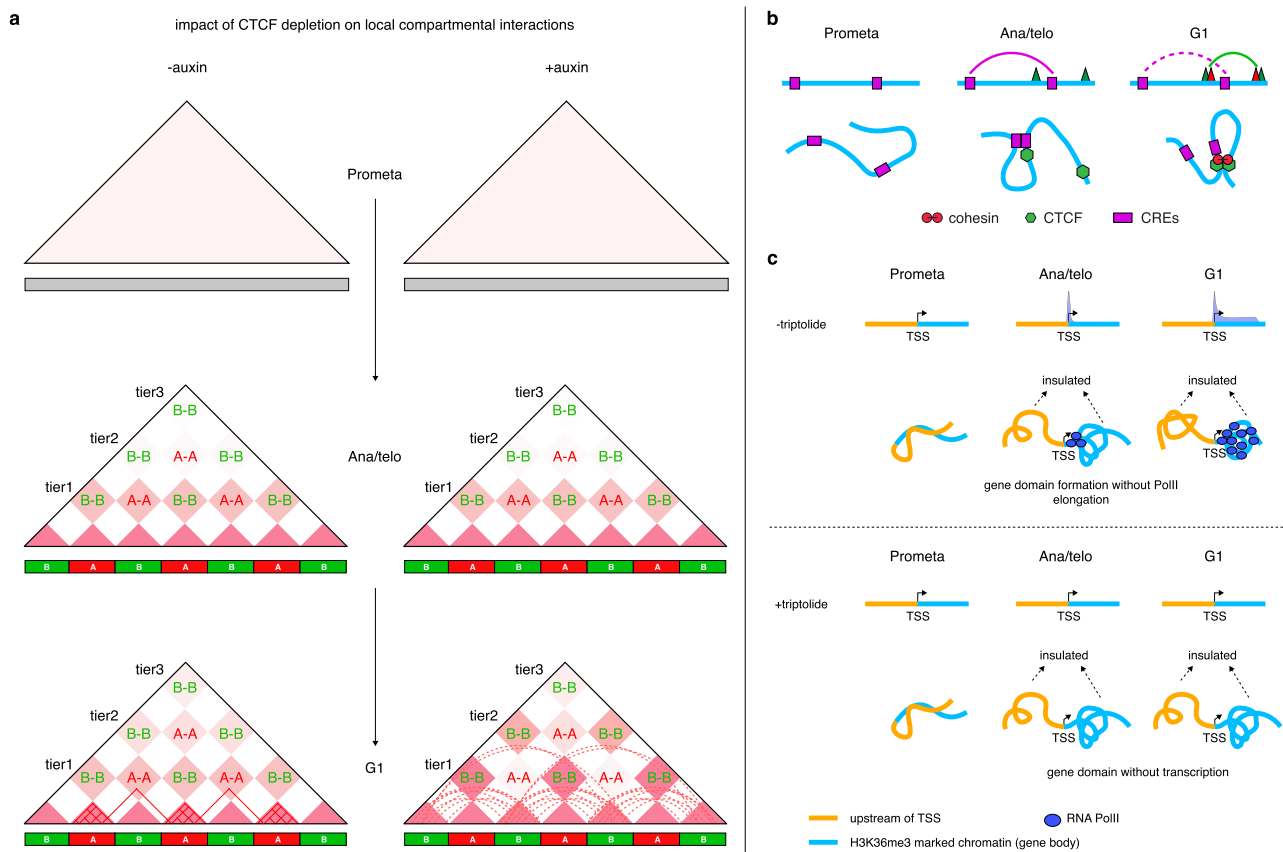 a
impact of CTCF depletion on local compartmental interactions
-auxin
+auxin
Prometa
tier3
B-B
tier2
B-B A-A B-B
tier1
B-B A-A B-B A-A B-B
B A B A B A B
Ana/telo
tier3
B-B
tier2
B-B A-A B-B
tier1
B-B A-A B-B A-A B-B
B A B A B A B
tier3
B-B
tier2
B-B A-A B-B
tier1
B-B A-A B-B A-A B-B
B A B A B A B
G1
tier3
B-B
tier2
B-B A-A B-B
tier1
B-B A-A B-B A-A B-B
B A B A B A B
b
Prometa Ana/telo G1
cohesin CTCF CREs
c
Prometa Ana/telo G1
-triptolide
TSS TSS TSS
insulated insulated
TSS TSS
gene domain formation without PolII
elongation
Prometa Ana/telo G1
+triptolide
TSS TSS TSS
insulated insulated
TSS TSS
gene domain without transcription
upstream of TSS RNA PolII
H3K36me3 marked chromatin (gene body)